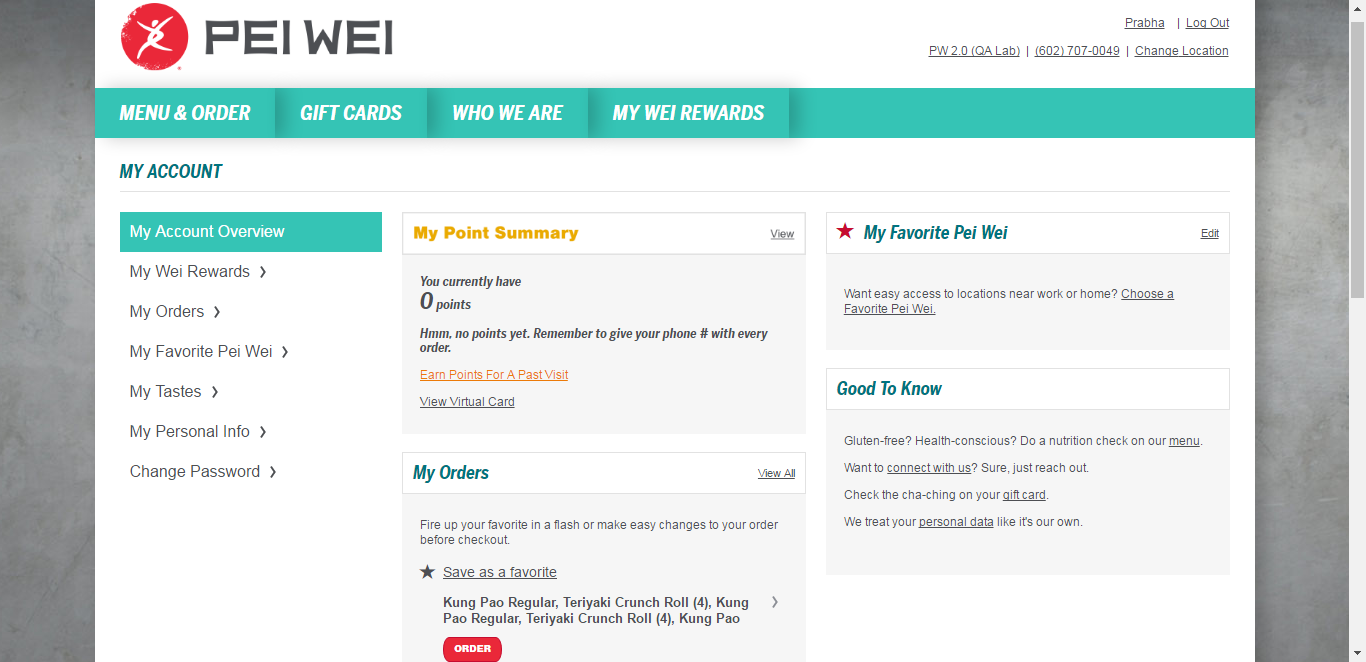 PEI WEI
Prabha | Log Out
PW 2.0 (QA Lab) | (602) 707-0049 | Change Location
MENU & ORDER GIFT CARDS WHO WE ARE MY WEI REWARDS
MY ACCOUNT
My Account Overview
My Wei Rewards
My Orders
My Favorite Pei Wei
My Tastes
My Personal Info
Change Password
My Point Summary View
You currently have
0 points
Hmm, no points yet. Remember to give your phone # with every
order.
Earn Points For A Past Visit
View Virtual Card
My Orders View All
Fire up your favorite in a flash or make easy changes to your order
before checkout.
Save as a favorite
Kung Pao Regular, Teriyaki Crunch Roll (4), Kung
Pao Regular, Teriyaki Crunch Roll (4), Kung Pao
ORDER
My Favorite Pei Wei Edit
Want easy access to locations near work or home? Choose a
Favorite Pei Wei.
Good To Know
Gluten-free? Health-conscious? Do a nutrition check on our menu.
Want to connect with us? Sure, just reach out.
Check the cha-ching on your gift card.
We treat your personal data like it's our own.